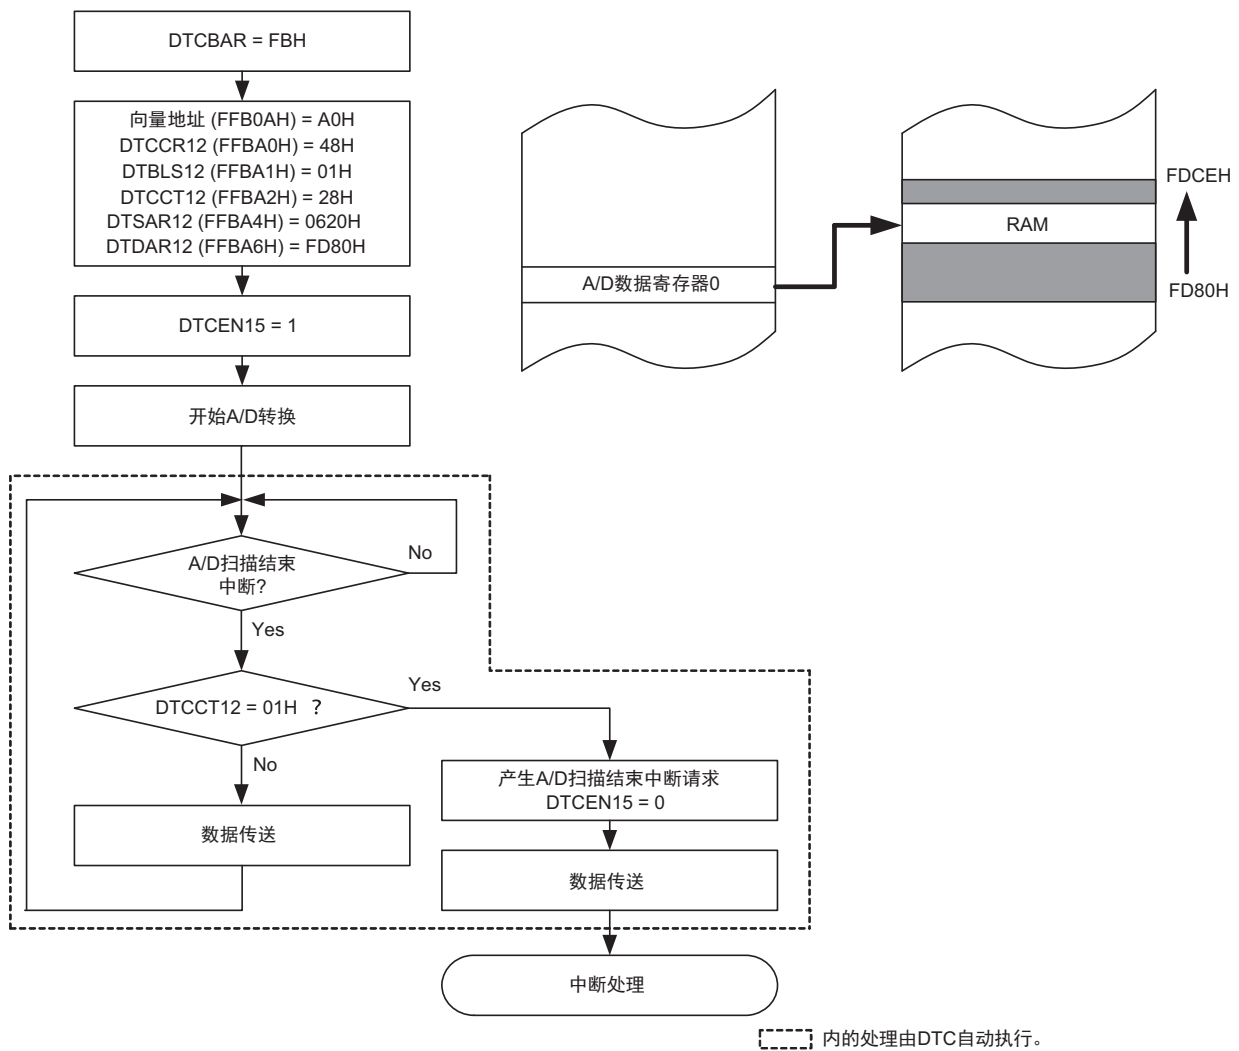 DTCBAR = FBH
向量地址 (FFB0AH) = A0H
DTCCR12 (FFBA0H) = 48H
DTBLS12 (FFBA1H) = 01H
DTCCT12 (FFBA2H) = 28H
DTSAR12 (FFBA4H) = 0620H
DTDAR12 (FFBA6H) = FD80H
DTCEN15 = 1
开始A/D转换
A/D扫描结束
中断?
No
Yes
DTCCT12 = 01H ?
Yes
No
数据传送
产生A/D扫描结束中断请求
DTCEN15 = 0
数据传送
中断处理
A/D数据寄存器0
RAM
FDCEH
FD80H
内的处理由DTC自动执行。